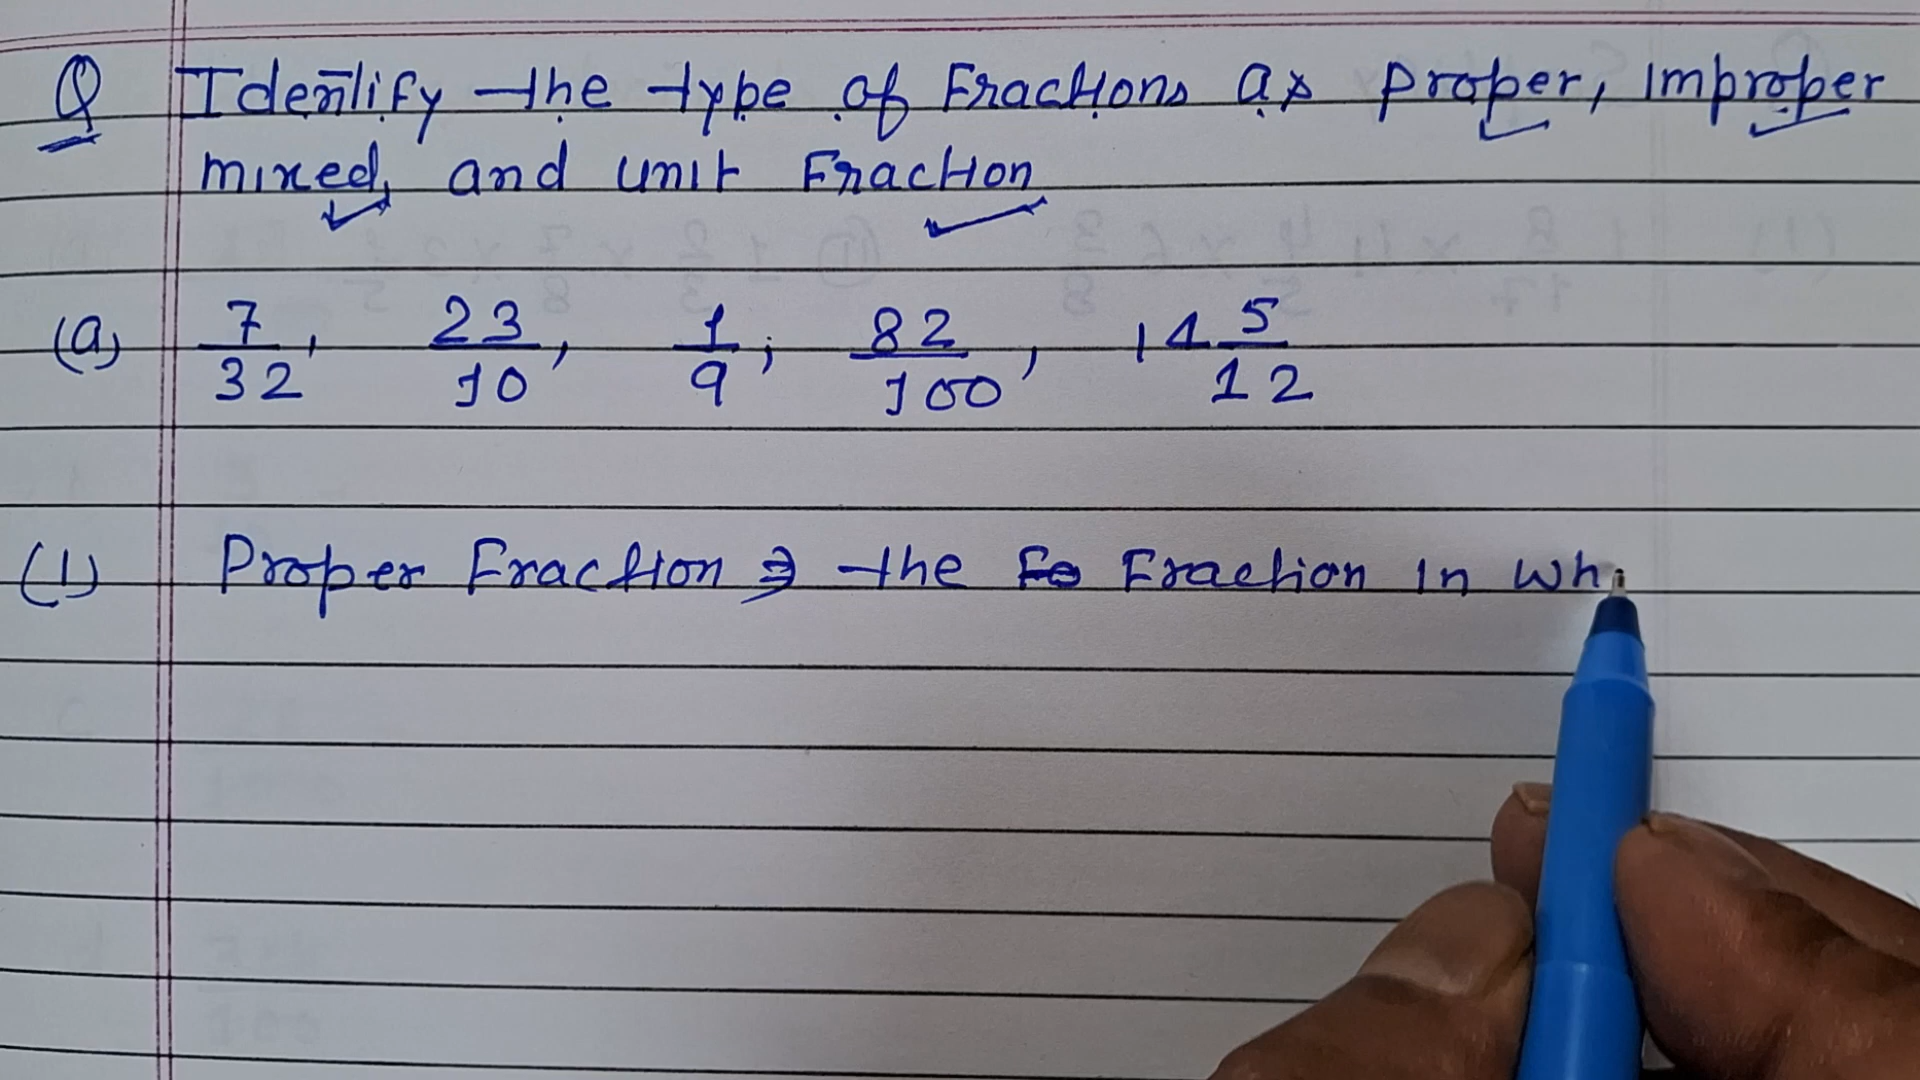 Q Identify the type of Fractions as proper, Improper
mixed, and unit Fraction
(a) 7/32, 23/10, 1/9, 82/100, 14 5/12
(1) Proper Fraction → the Fraction In Whi